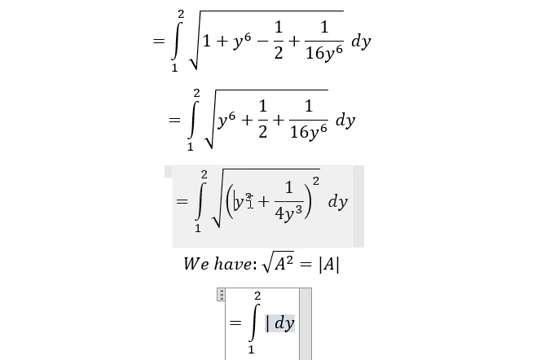 = ∫₁² √(1 + y⁶ − 1/2 + 1/(16y⁶)) dy
= ∫₁² √(y⁶ + 1/2 + 1/(16y⁶)) dy
= ∫₁² √((y³ + 1/(4y³))²) dy
We have: √(A²) = |A|
= ∫₁² | dy